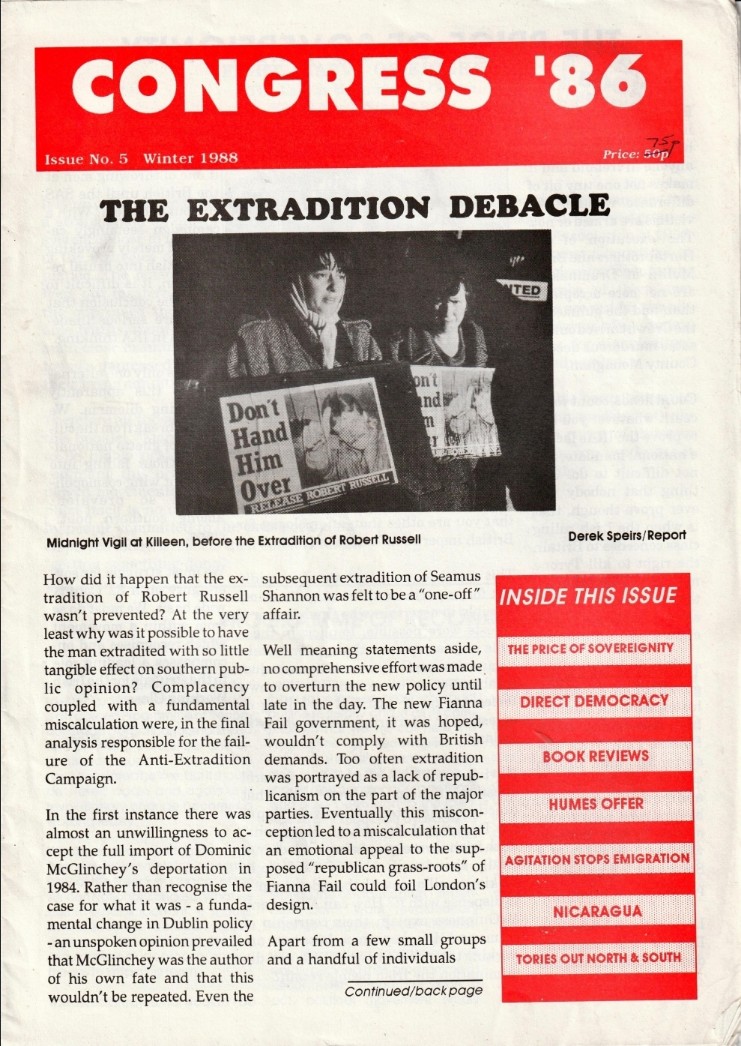 CONGRESS '86
Issue No. 5 Winter 1988
Price: 50p
75p
THE EXTRADITION DEBACLE
NTED
Don't
Hand
Him
Over
RELEASE ROBERT RUSSELL
on't
nd
m
ver
Midnight Vigil at Killeen, before the Extradition of Robert Russell
Derek Speirs/Report
How did it happen that the ex-
tradition of Robert Russell
wasn't prevented? At the very
least why was it possible to have
the man extradited with so little
tangible effect on southern pub-
lic opinion? Complacency
coupled with a fundamental
miscalculation were, in the final
analysis responsible for the fail-
ure of the Anti-Extradition
Campaign.
In the first instance there was
almost an unwillingness to ac-
cept the full import of Dominic
McGlinchey's deportation in
1984. Rather than recognise the
case for what it was - a funda-
mental change in Dublin policy
- an unspoken opinion prevailed
that McGlinchey was the author
of his own fate and that this
wouldn't be repeated. Even the
subsequent extradition of Seamus
Shannon was felt to be a "one-off"
affair.
Well meaning statements aside,
no comprehensive effort was made
to overturn the new policy until
late in the day. The new Fianna
Fail government, it was hoped,
wouldn't comply with British
demands. Too often extradition
was portrayed as a lack of repub-
licanism on the part of the major
parties. Eventually this miscon-
ception led to a miscalculation that
an emotional appeal to the sup-
posed "republican grass-roots" of
Fianna Fail could foil London's
design.
Apart from a few small groups
and a handful of individuals
Continued/back page
INSIDE THIS ISSUE
THE PRICE OF SOVEREIGNITY
DIRECT DEMOCRACY
BOOK REVIEWS
HUMES OFFER
AGITATION STOPS EMIGRATION
NICARAGUA
TORIES OUT NORTH & SOUTH